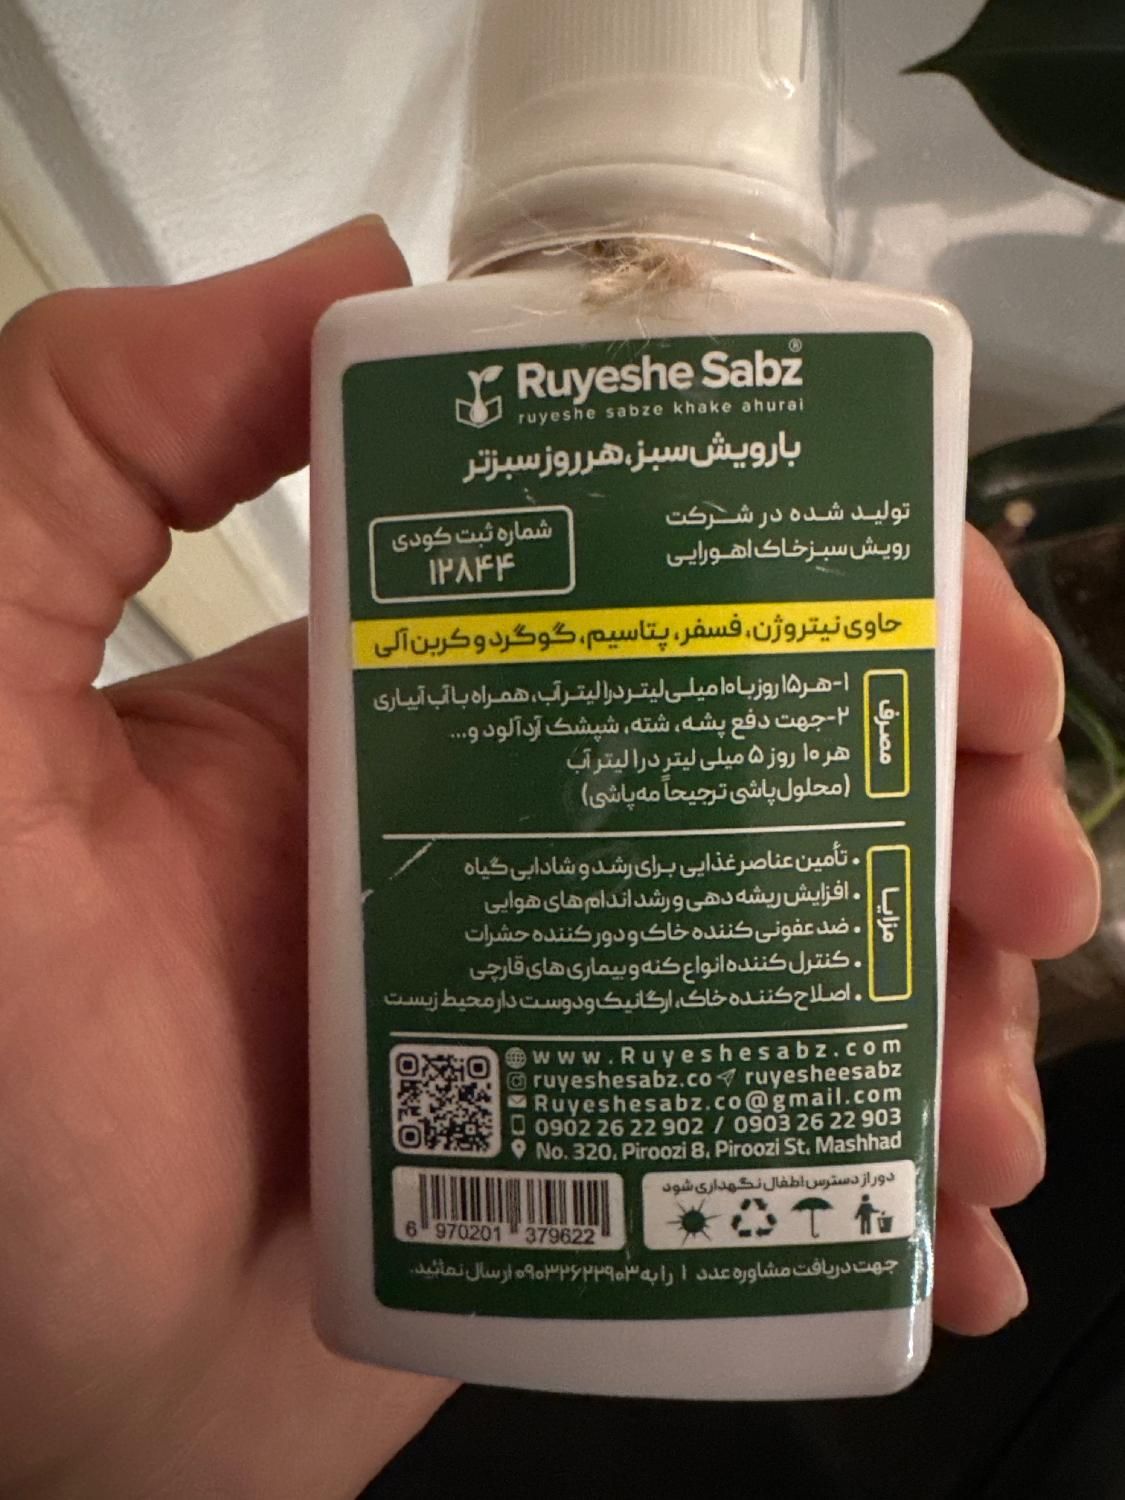 Ruyeshe Sabz®
ruyeshe sabze khake ahurai
با رویش سبز، هر روز سبزتر
تولید شده در شرکت
رویش سبز خاک اهورایی
شماره ثبت کودی
۱۲۸۴۴
حاوی نیتروژن، فسفر، پتاسیم، گوگرد و کربن آلی
مصرف
۱-هر ۱۵ روز با ۱۰ میلی لیتر در ۱ لیتر آب، همراه با آب آبیاری
۲-جهت دفع پشه، شته، شپشک آرد آلود و...
هر ۱۰ روز ۵ میلی لیتر در ۱ لیتر آب
(محلول پاشی ترجیحاً مه پاشی)
مزایا
• تأمین عناصر غذایی برای رشد و شادابی گیاه
• افزایش ریشه دهی و رشد اندام های هوایی
• ضد عفونی کننده خاک و دور کننده حشرات
• کنترل کننده انواع کنه و بیماری های قارچی
• اصلاح کننده خاک، ارگانیک و دوست دار محیط زیست
www.Ruyeshesabz.com
ruyeshesabz.co ruyesheesabz
Ruyeshesabz.co@gmail.com
0902 26 22 902 / 0903 26 22 903
No. 320, Piroozi 8, Piroozi St, Mashhad
6 970201 379622
دور از دسترس اطفال نگهداری شود
جهت دریافت مشاوره عدد ۱ را به ۰۹۰۳۲۶۲۲۹۰۳ ارسال نمائید.